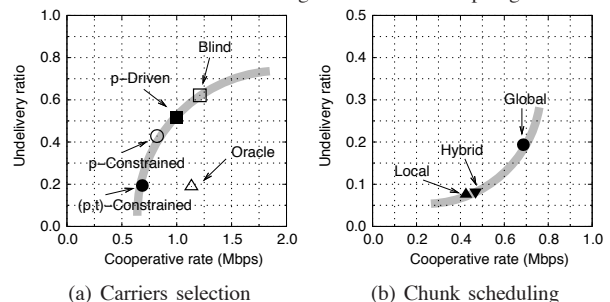 Undelivery ratio
1.0
0.8
0.6
0.4
0.2
0.0
Blind
p-Driven
p-Constrained
Oracle
(p,t)-Constrained
0.0 0.5 1.0 1.5 2.0
Cooperative rate (Mbps)
(a) Carriers selection
Undelivery ratio
0.5
0.4
0.3
0.2
0.1
0.0
Global
Hybrid
Local
0.0 0.2 0.4 0.6 0.8 1.0
Cooperative rate (Mbps)
(b) Chunk scheduling